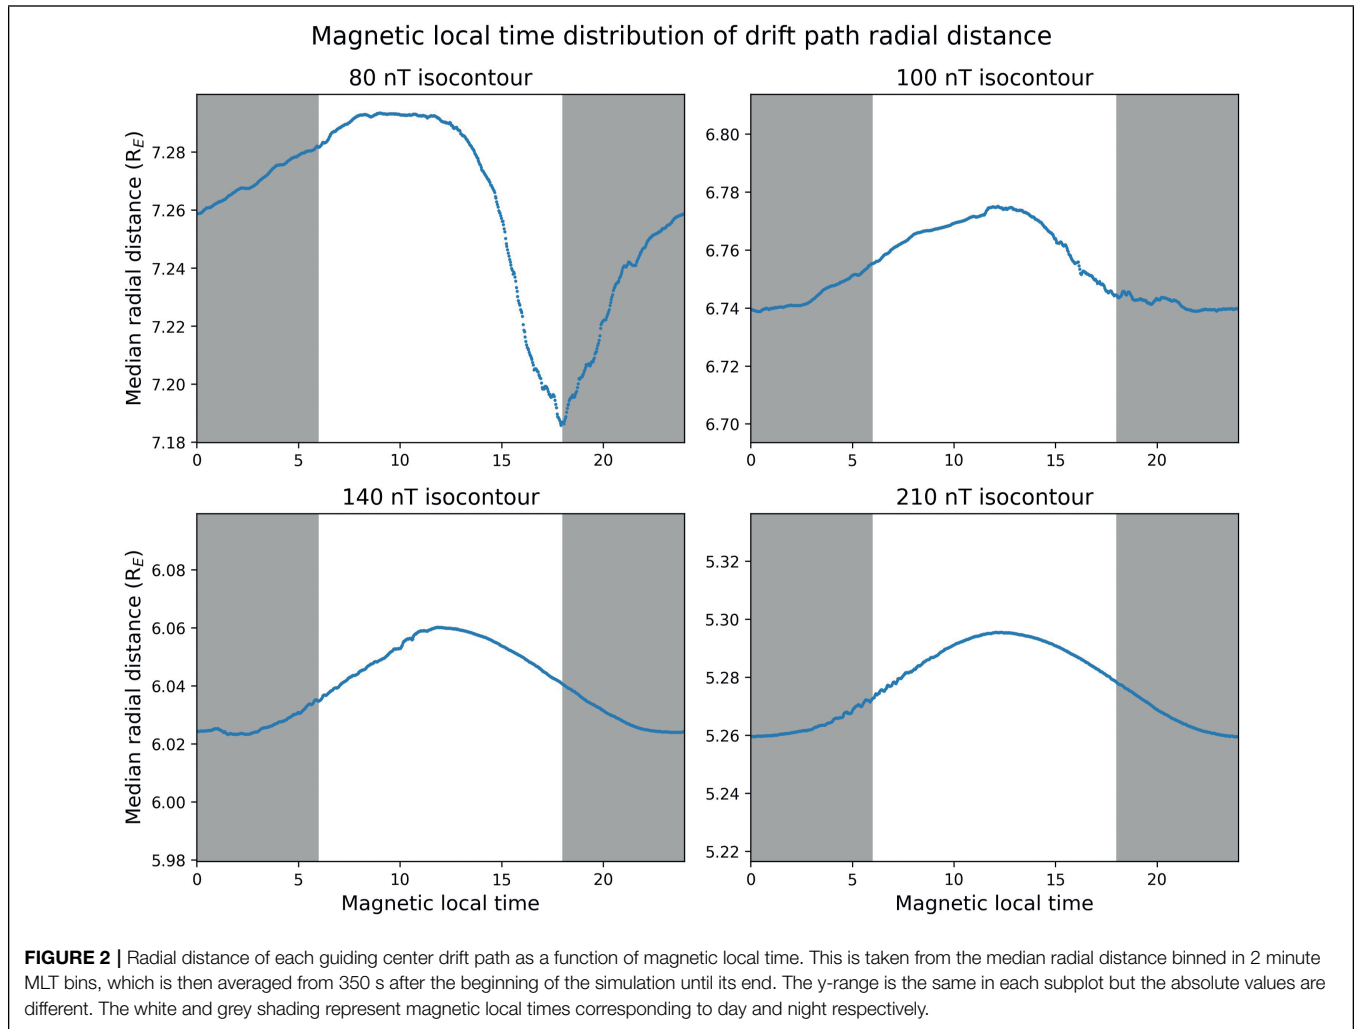 Magnetic local time distribution of drift path radial distance
80 nT isocontour
Median radial distance (R_E)
7.28
7.26
7.24
7.22
7.20
7.18
0 5 10 15 20
100 nT isocontour
6.80
6.78
6.76
6.74
6.72
6.70
0 5 10 15 20
140 nT isocontour
Median radial distance (R_E)
6.08
6.06
6.04
6.02
6.00
5.98
0 5 10 15 20
Magnetic local time
210 nT isocontour
5.32
5.30
5.28
5.26
5.24
5.22
0 5 10 15 20
Magnetic local time
FIGURE 2 | Radial distance of each guiding center drift path as a function of magnetic local time. This is taken from the median radial distance binned in 2 minute
MLT bins, which is then averaged from 350 s after the beginning of the simulation until its end. The y-range is the same in each subplot but the absolute values are
different. The white and grey shading represent magnetic local times corresponding to day and night respectively.